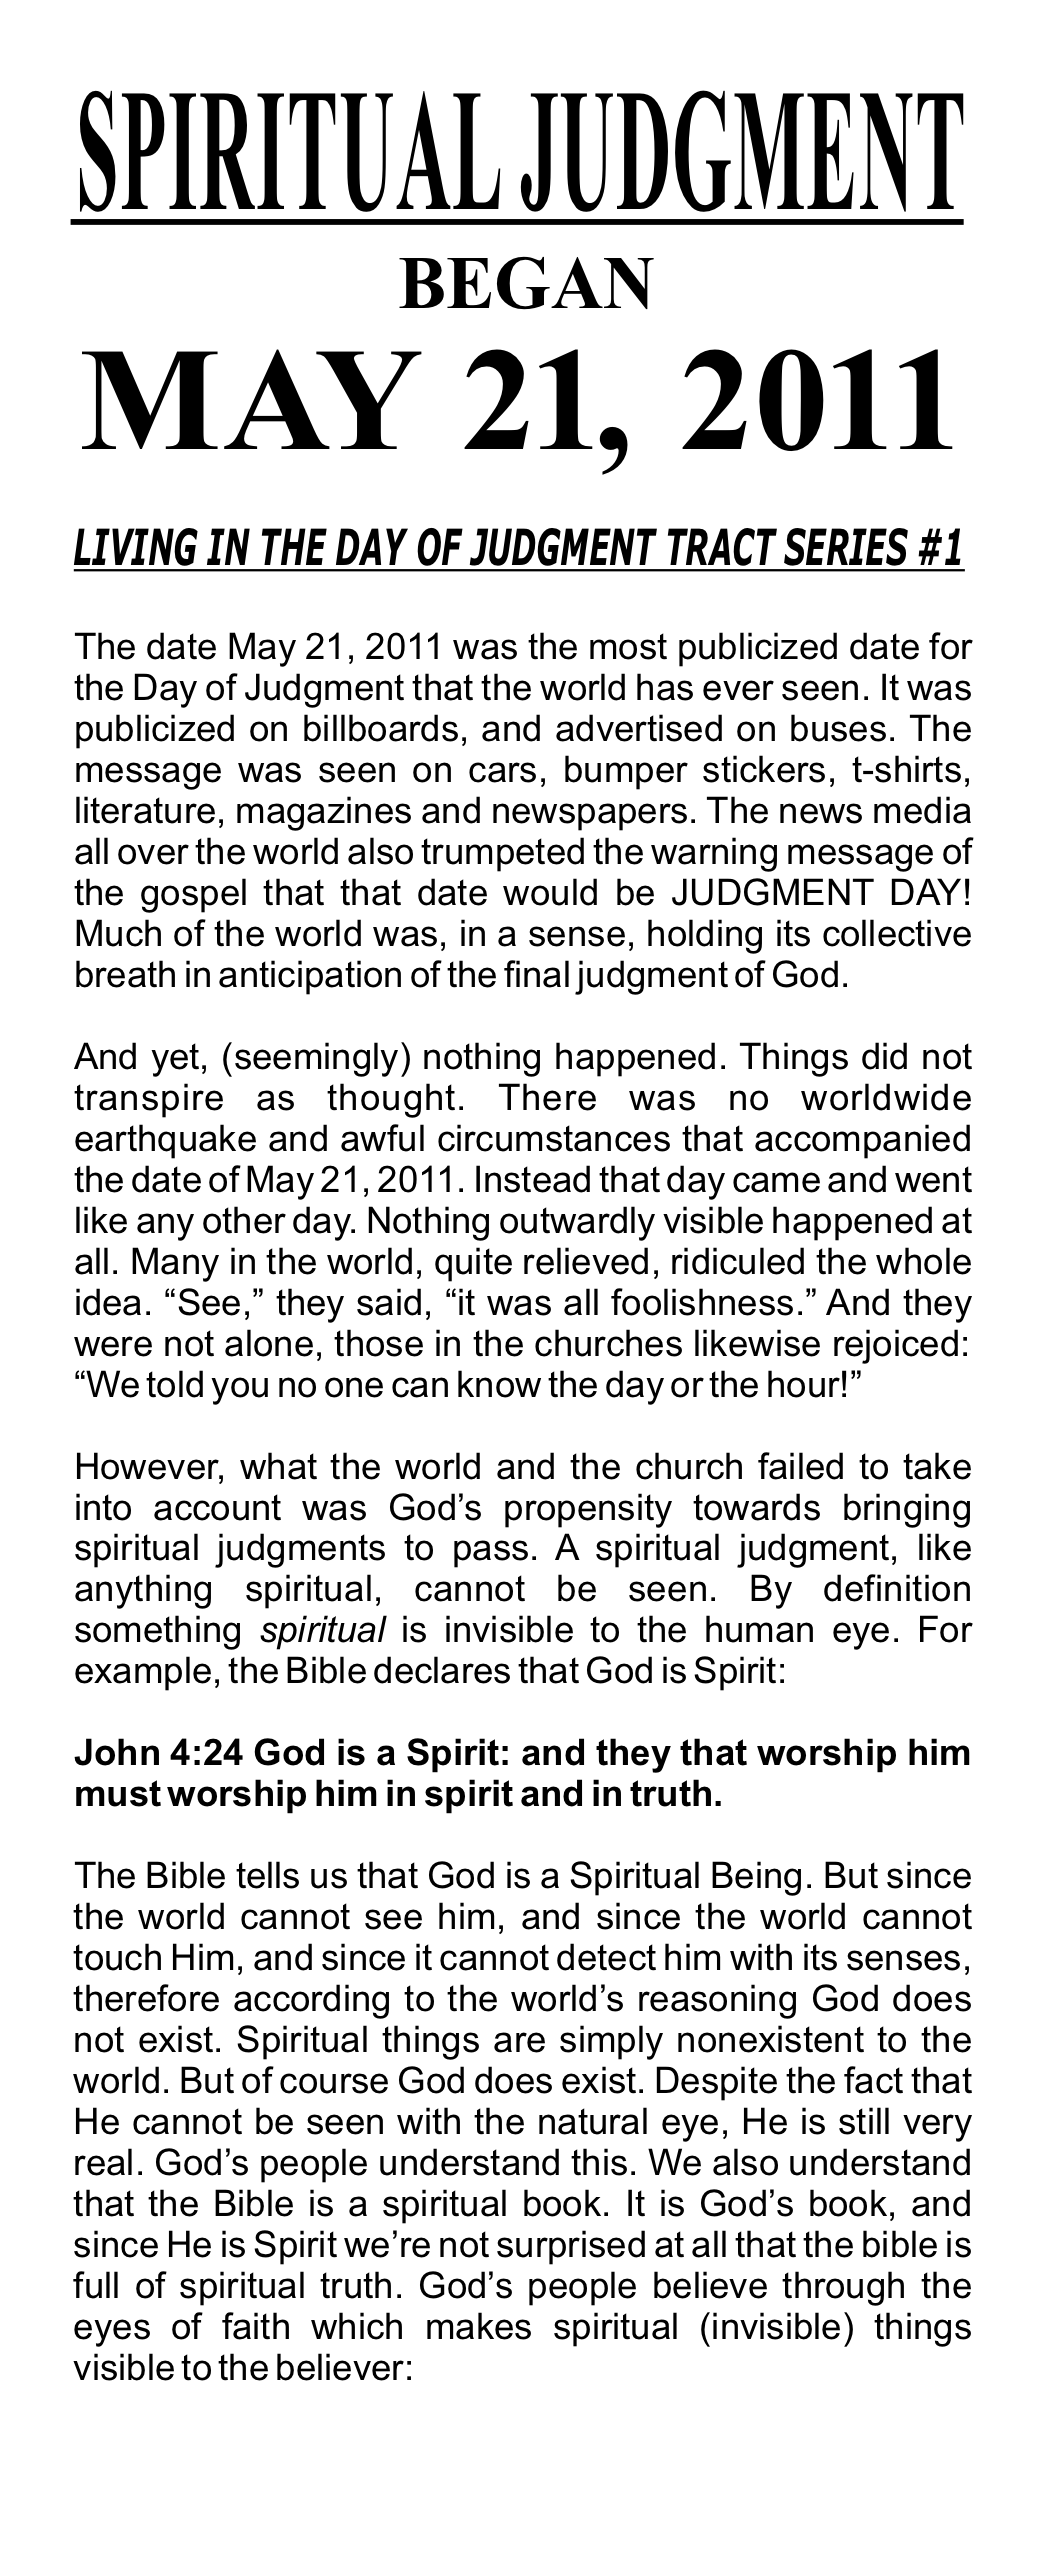 SPIRITUAL JUDGMENT
BEGAN
MAY 21, 2011
LIVING IN THE DAY OF JUDGMENT TRACT SERIES #1
The date May 21, 2011 was the most publicized date for
the Day of Judgment that the world has ever seen. It was
publicized on billboards, and advertised on buses. The
message was seen on cars, bumper stickers, t-shirts,
literature, magazines and newspapers. The news media
all over the world also trumpeted the warning message of
the gospel that that date would be JUDGMENT DAY!
Much of the world was, in a sense, holding its collective
breath in anticipation of the final judgment of God.
And yet, (seemingly) nothing happened. Things did not
transpire as thought. There was no worldwide
earthquake and awful circumstances that accompanied
the date of May 21, 2011. Instead that day came and went
like any other day. Nothing outwardly visible happened at
all. Many in the world, quite relieved, ridiculed the whole
idea. “See,” they said, “it was all foolishness.” And they
were not alone, those in the churches likewise rejoiced:
“We told you no one can know the day or the hour!”
However, what the world and the church failed to take
into account was God’s propensity towards bringing
spiritual judgments to pass. A spiritual judgment, like
anything spiritual, cannot be seen. By definition
something spiritual is invisible to the human eye. For
example, the Bible declares that God is Spirit:
John 4:24 God is a Spirit: and they that worship him
must worship him in spirit and in truth.
The Bible tells us that God is a Spiritual Being. But since
the world cannot see him, and since the world cannot
touch Him, and since it cannot detect him with its senses,
therefore according to the world’s reasoning God does
not exist. Spiritual things are simply nonexistent to the
world. But of course God does exist. Despite the fact that
He cannot be seen with the natural eye, He is still very
real. God’s people understand this. We also understand
that the Bible is a spiritual book. It is God’s book, and
since He is Spirit we’re not surprised at all that the bible is
full of spiritual truth. God’s people believe through the
eyes of faith which makes spiritual (invisible) things
visible to the believer: